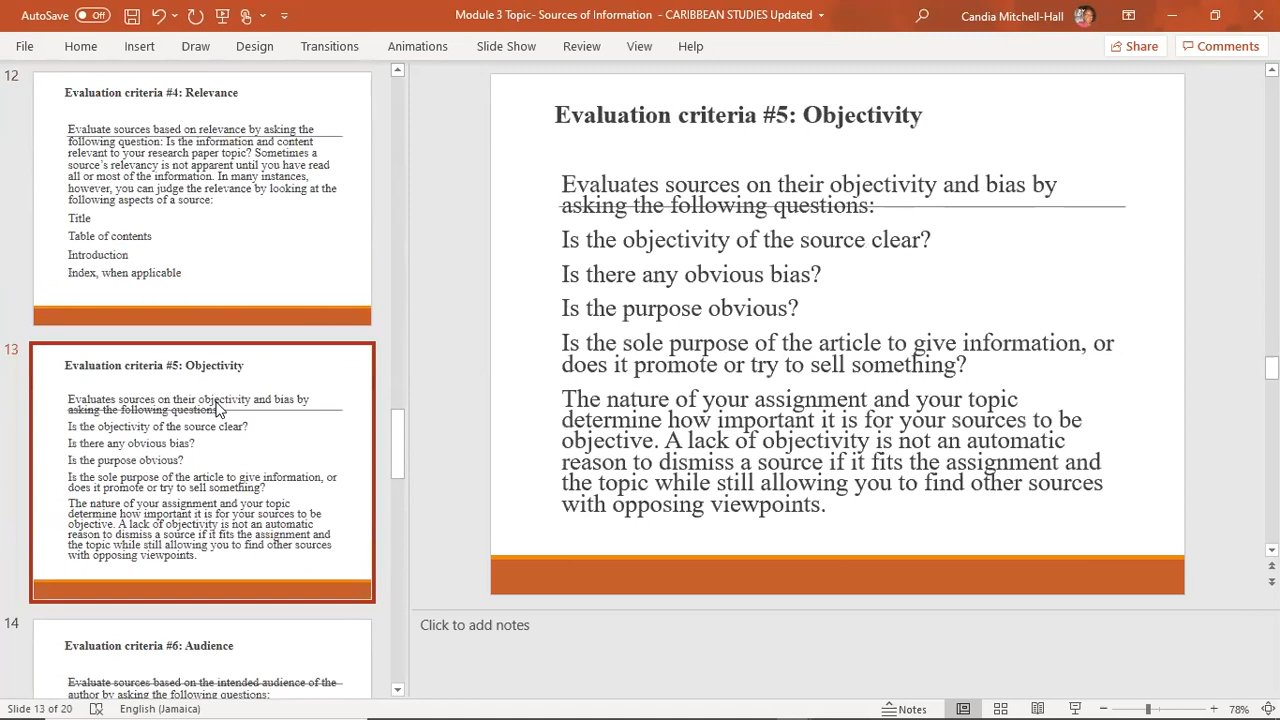 AutoSave Off
Module 3 Topic- Sources of Information - CARIBBEAN STUDIES Updated
Candia Mitchell-Hall
File Home Insert Draw Design Transitions Animations Slide Show Review View Help
Share Comments
12
Evaluation criteria #4: Relevance
Evaluate sources based on relevance by asking the
following question: Is the information and content
relevant to your research paper topic? Sometimes a
source's relevancy is not apparent until you have read
all or most of the information. In many instances,
however, you can judge the relevance by looking at the
following aspects of a source:
Title
Table of contents
Introduction
Index, when applicable
13
Evaluation criteria #5: Objectivity
Evaluates sources on their objectivity and bias by
asking the following questions:
Is the objectivity of the source clear?
Is there any obvious bias?
Is the purpose obvious?
Is the sole purpose of the article to give information, or
does it promote or try to sell something?
The nature of your assignment and your topic
determine how important it is for your sources to be
objective. A lack of objectivity is not an automatic
reason to dismiss a source if it fits the assignment and
the topic while still allowing you to find other sources
with opposing viewpoints.
14
Evaluation criteria #6: Audience
Evaluate sources based on the intended audience of the
author by asking the following questions:
Evaluation criteria #5: Objectivity
Evaluates sources on their objectivity and bias by
asking the following questions:
Is the objectivity of the source clear?
Is there any obvious bias?
Is the purpose obvious?
Is the sole purpose of the article to give information, or
does it promote or try to sell something?
The nature of your assignment and your topic
determine how important it is for your sources to be
objective. A lack of objectivity is not an automatic
reason to dismiss a source if it fits the assignment and
the topic while still allowing you to find other sources
with opposing viewpoints.
Click to add notes
Slide 13 of 20 English (Jamaica) Notes 78%